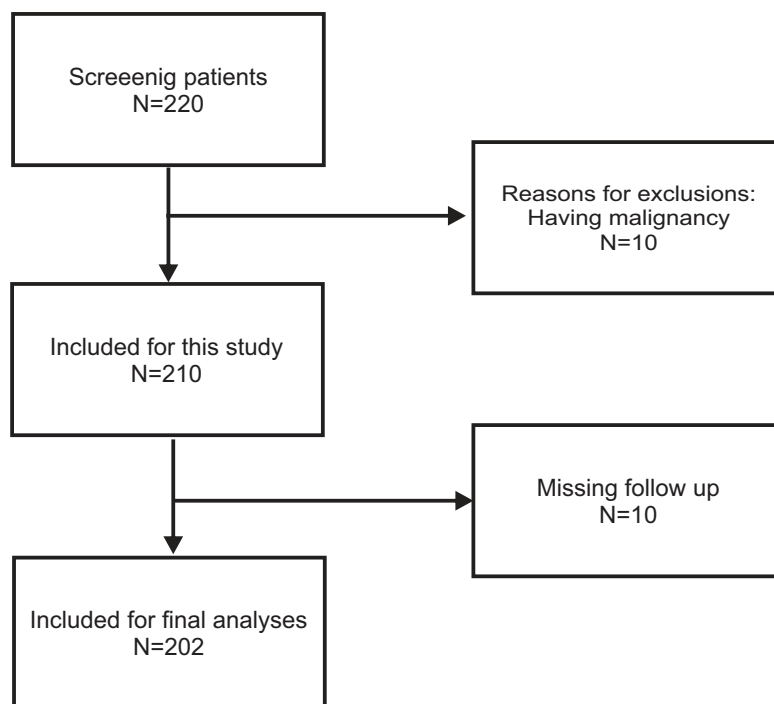 Screeenig patients
N=220
Reasons for exclusions:
Having malignancy
N=10
Included for this study
N=210
Missing follow up
N=10
Included for final analyses
N=202